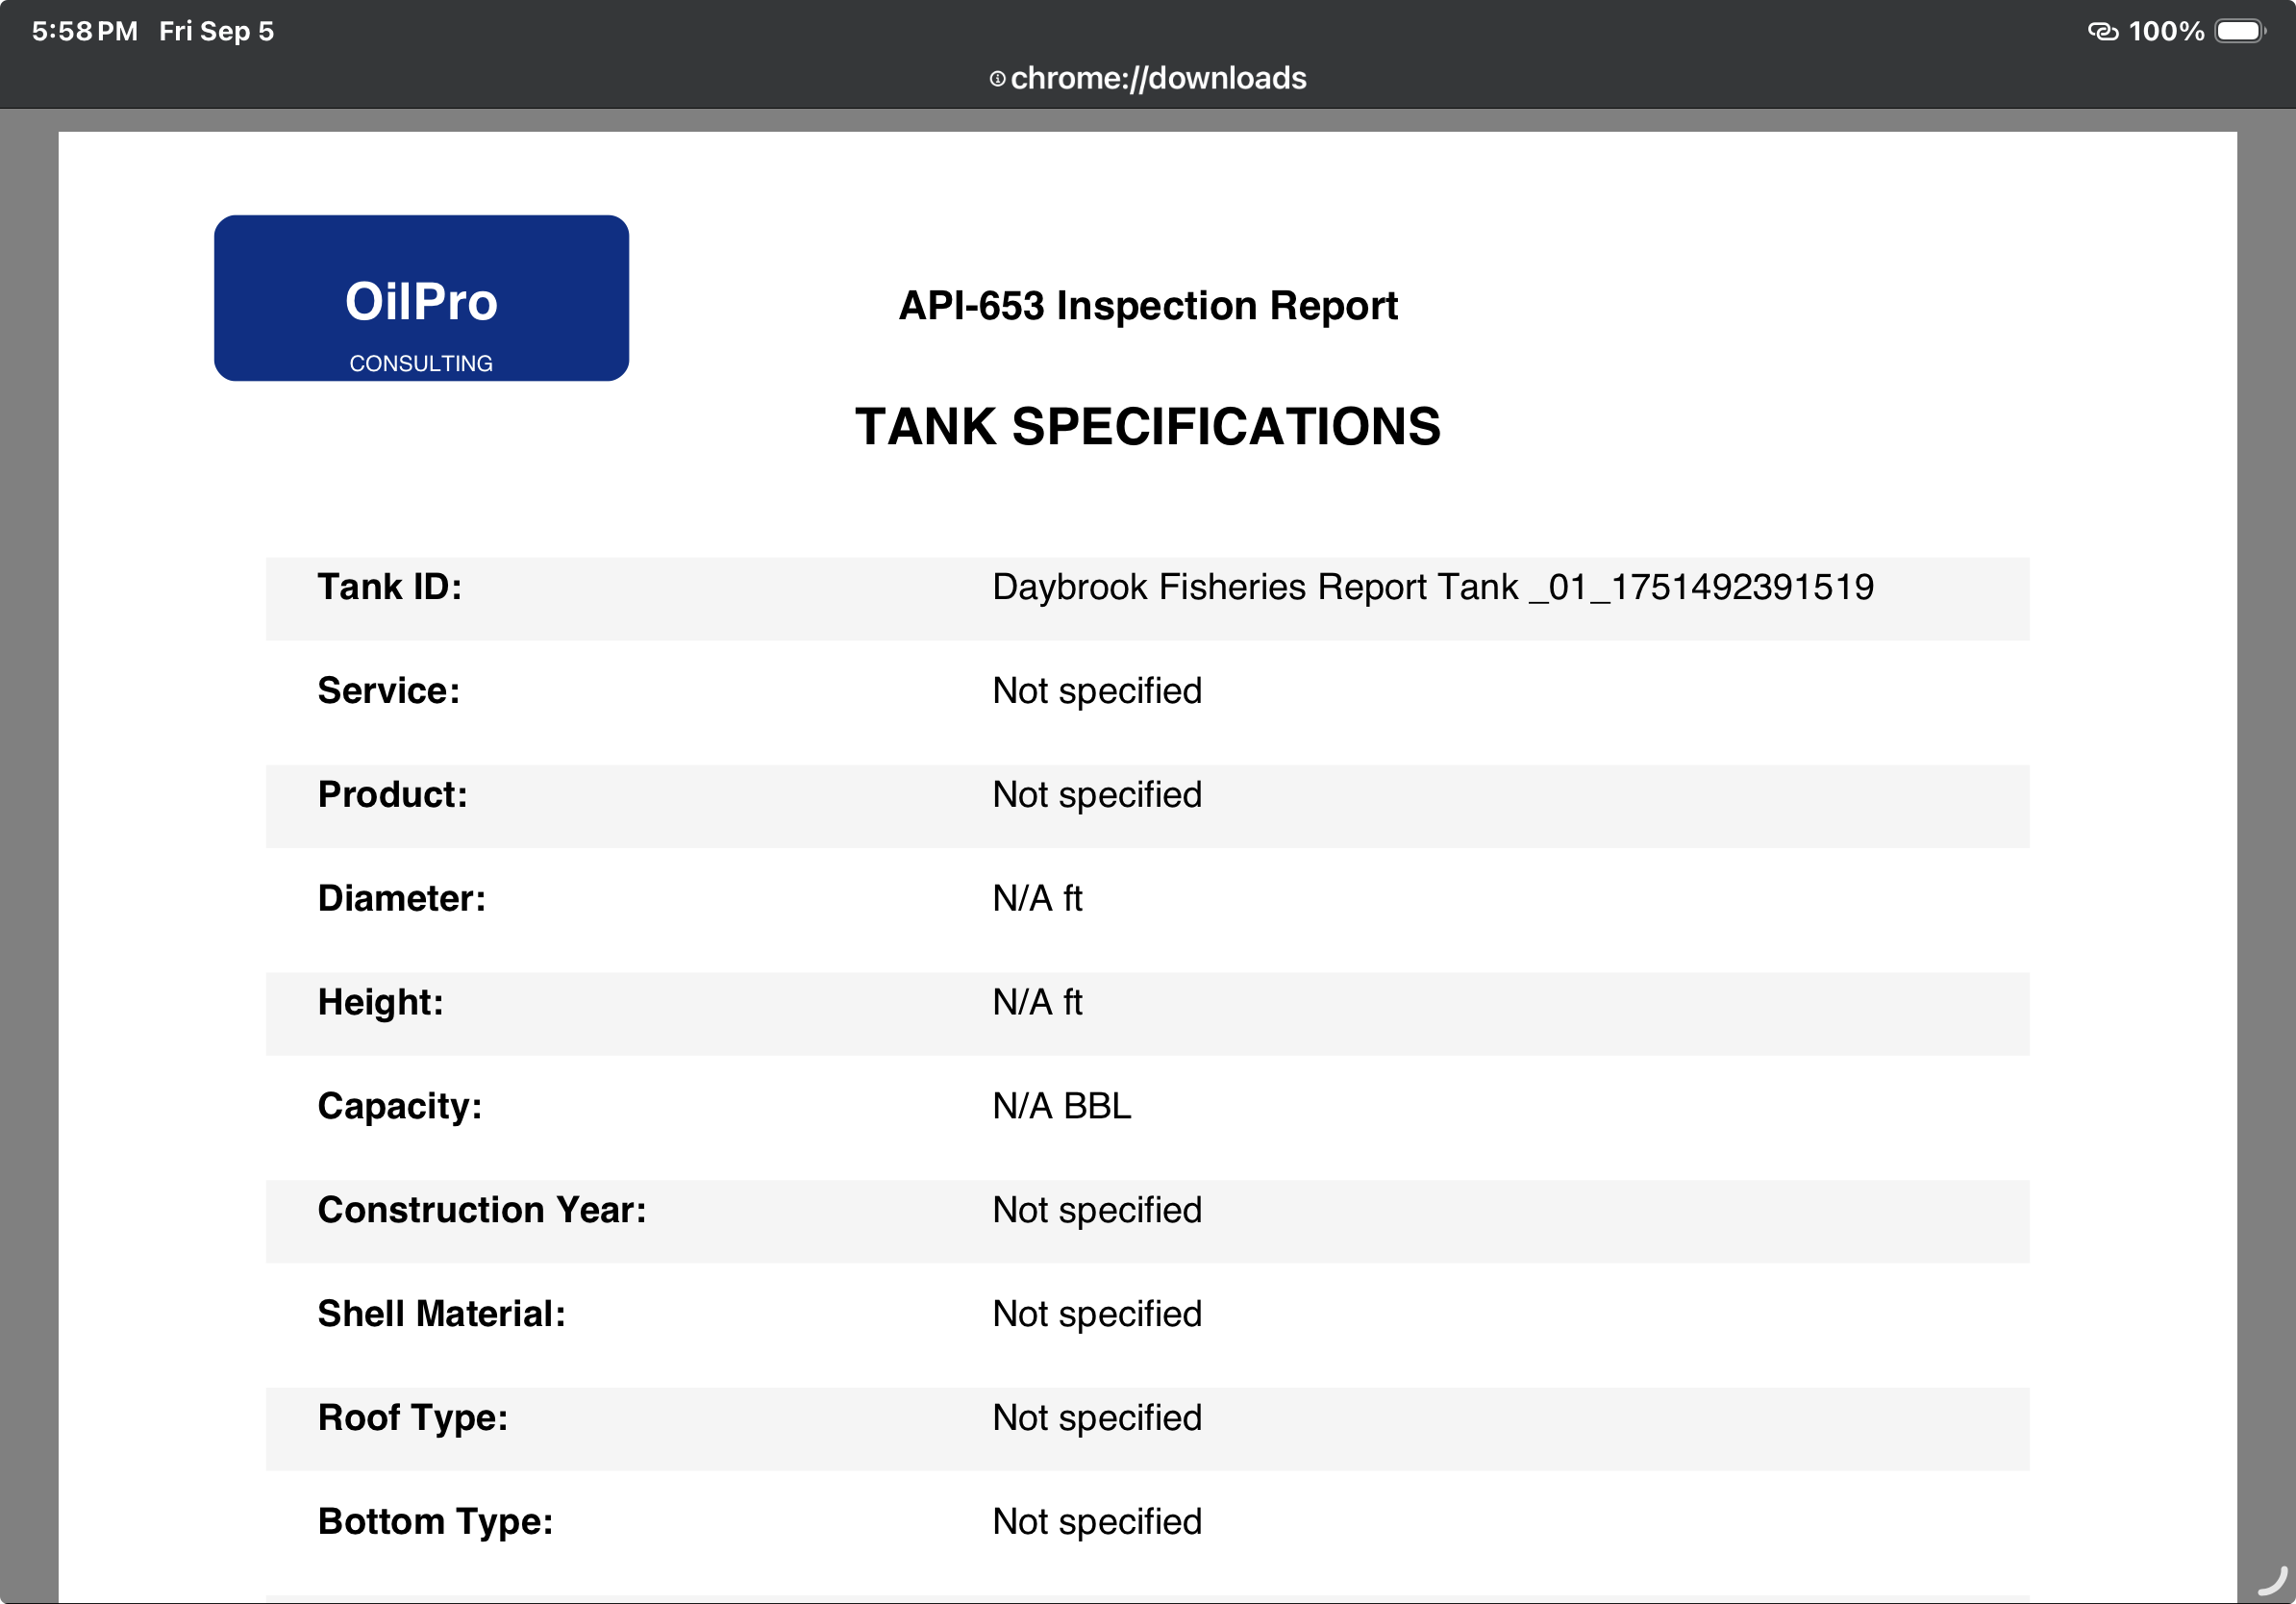 5:58 PM Fri Sep 5
100%
chrome://downloads
OilPro
CONSULTING
API-653 Inspection Report
TANK SPECIFICATIONS
Tank ID: Daybrook Fisheries Report Tank _01_1751492391519
Service: Not specified
Product: Not specified
Diameter: N/A ft
Height: N/A ft
Capacity: N/A BBL
Construction Year: Not specified
Shell Material: Not specified
Roof Type: Not specified
Bottom Type: Not specified